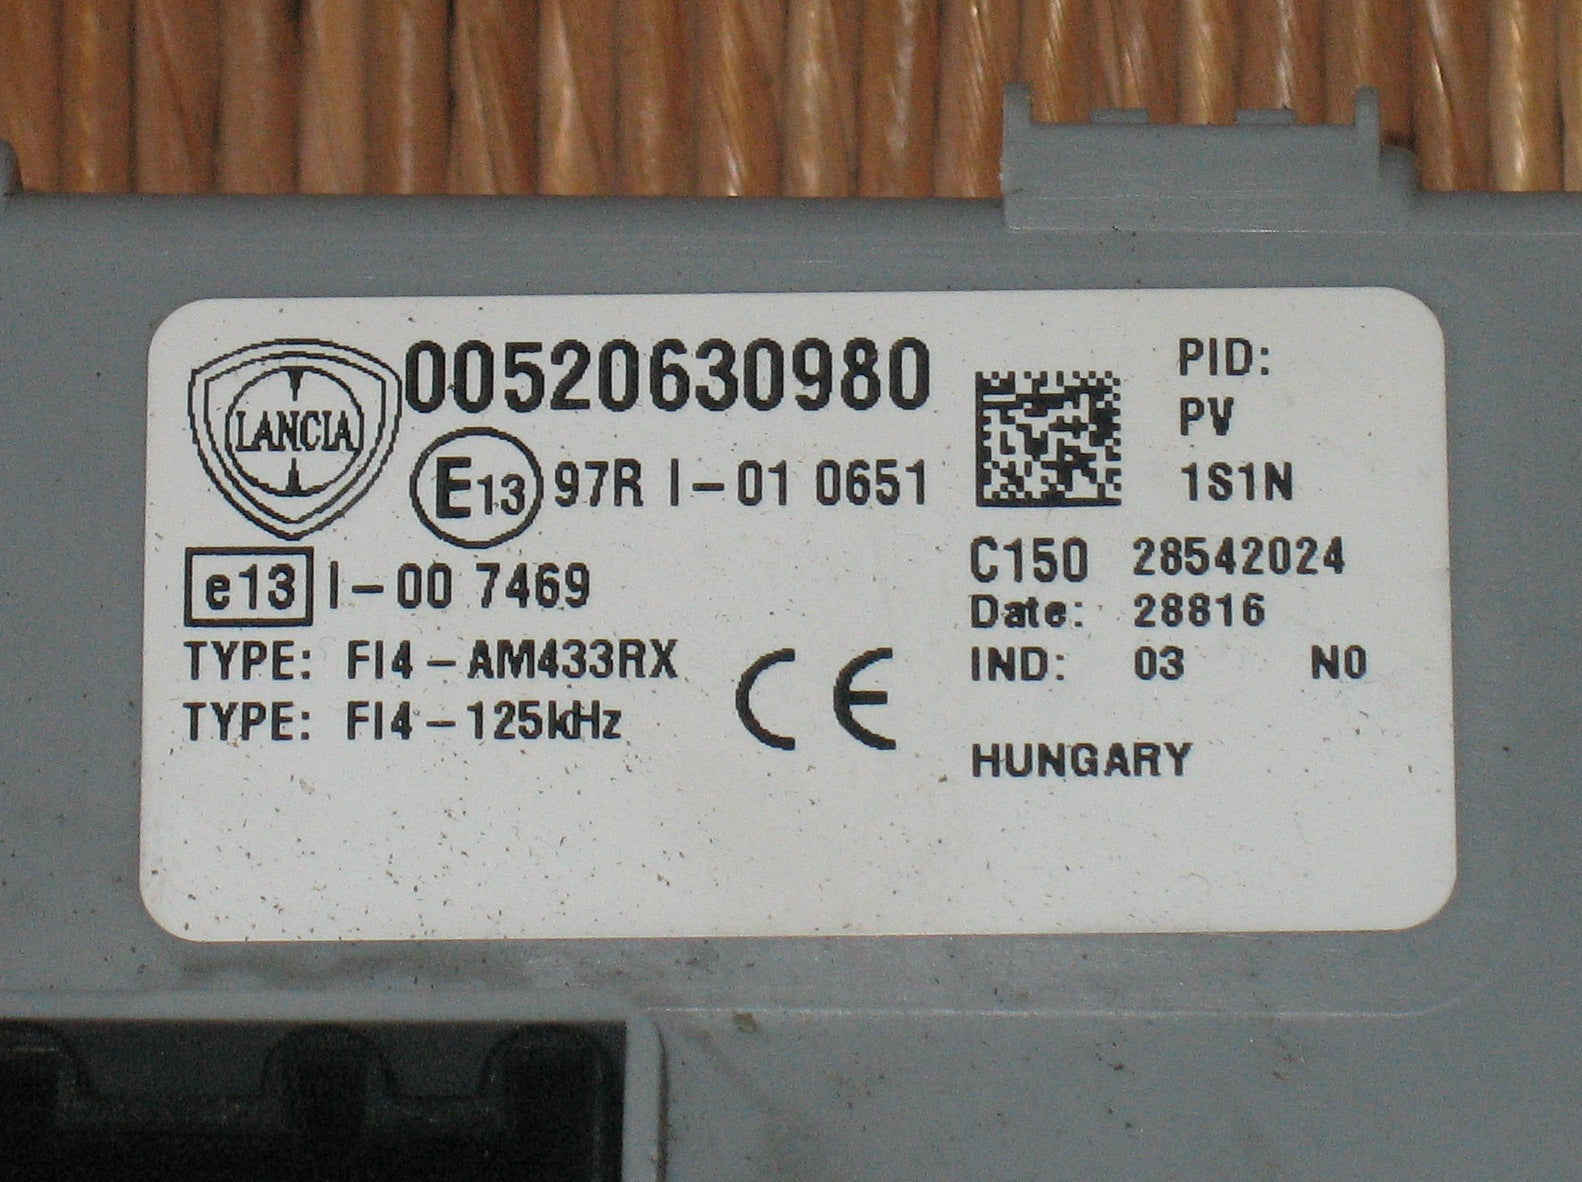 LANCIA
00520630980
E13 97R I-01 0651
e13 I-00 7469
TYPE: FI4-AM433RX
TYPE: FI4-125kHz
CE
PID:
PV
1S1N
C150 28542024
Date: 28816
IND: 03 N0
HUNGARY